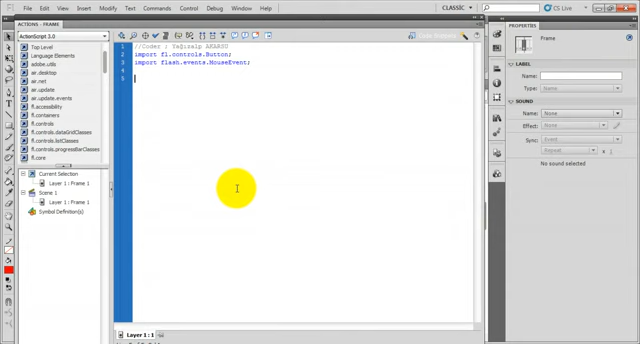 File Edit View Insert Modify Text Commands Control Debug Window Help
CLASSIC
CS Live
ACTIONS - FRAME
ActionScript 3.0
Top Level
Language Elements
adobe.utils
air.desktop
air.net
air.update
air.update.events
fl.accessibility
fl.containers
fl.controls
fl.controls.dataGridClasses
fl.controls.listClasses
fl.controls.progressBarClasses
fl.core
Current Selection
Layer 1 : Frame 1
Scene 1
Layer 1 : Frame 1
Symbol Definition(s)
Code Snippets
1 //Coder : Yağızalp AKARSU
2 import fl.controls.Button;
3 import flash.events.MouseEvent;
4
5
Layer 1 : 1
PROPERTIES
Frame
LABEL
Name:
Type:
SOUND
Name: None
Effect: None
Sync: Event
Repeat x 1
No sound selected